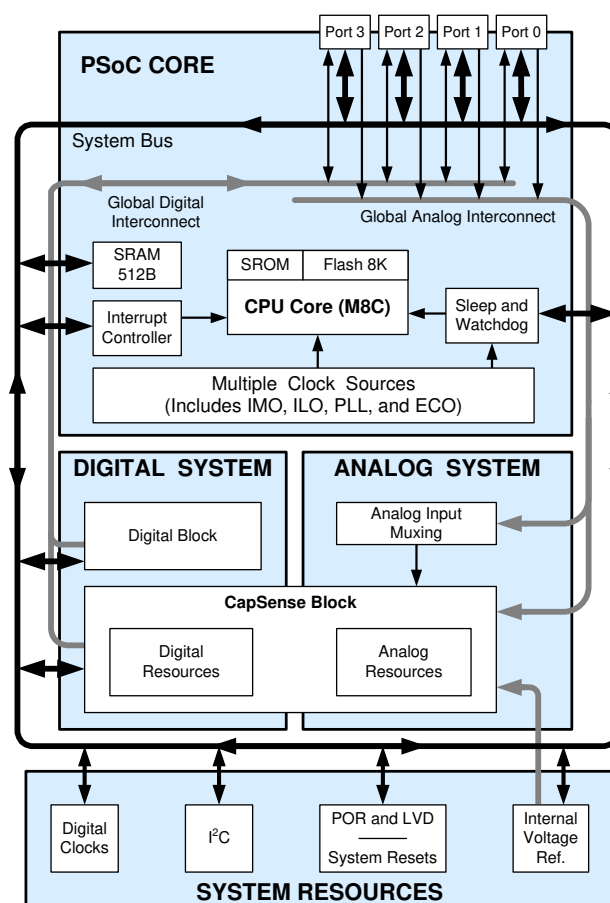 Port 3 Port 2 Port 1 Port 0
PSoC CORE
System Bus
Global Digital
Interconnect
Global Analog Interconnect
SRAM
512B
SROM Flash 8K
CPU Core (M8C)
Interrupt
Controller
Sleep and
Watchdog
Multiple Clock Sources
(Includes IMO, ILO, PLL, and ECO)
DIGITAL SYSTEM
ANALOG SYSTEM
Digital Block
Analog Input
Muxing
CapSense Block
Digital
Resources
Analog
Resources
Digital
Clocks
I²C
POR and LVD
System Resets
Internal
Voltage
Ref.
SYSTEM RESOURCES